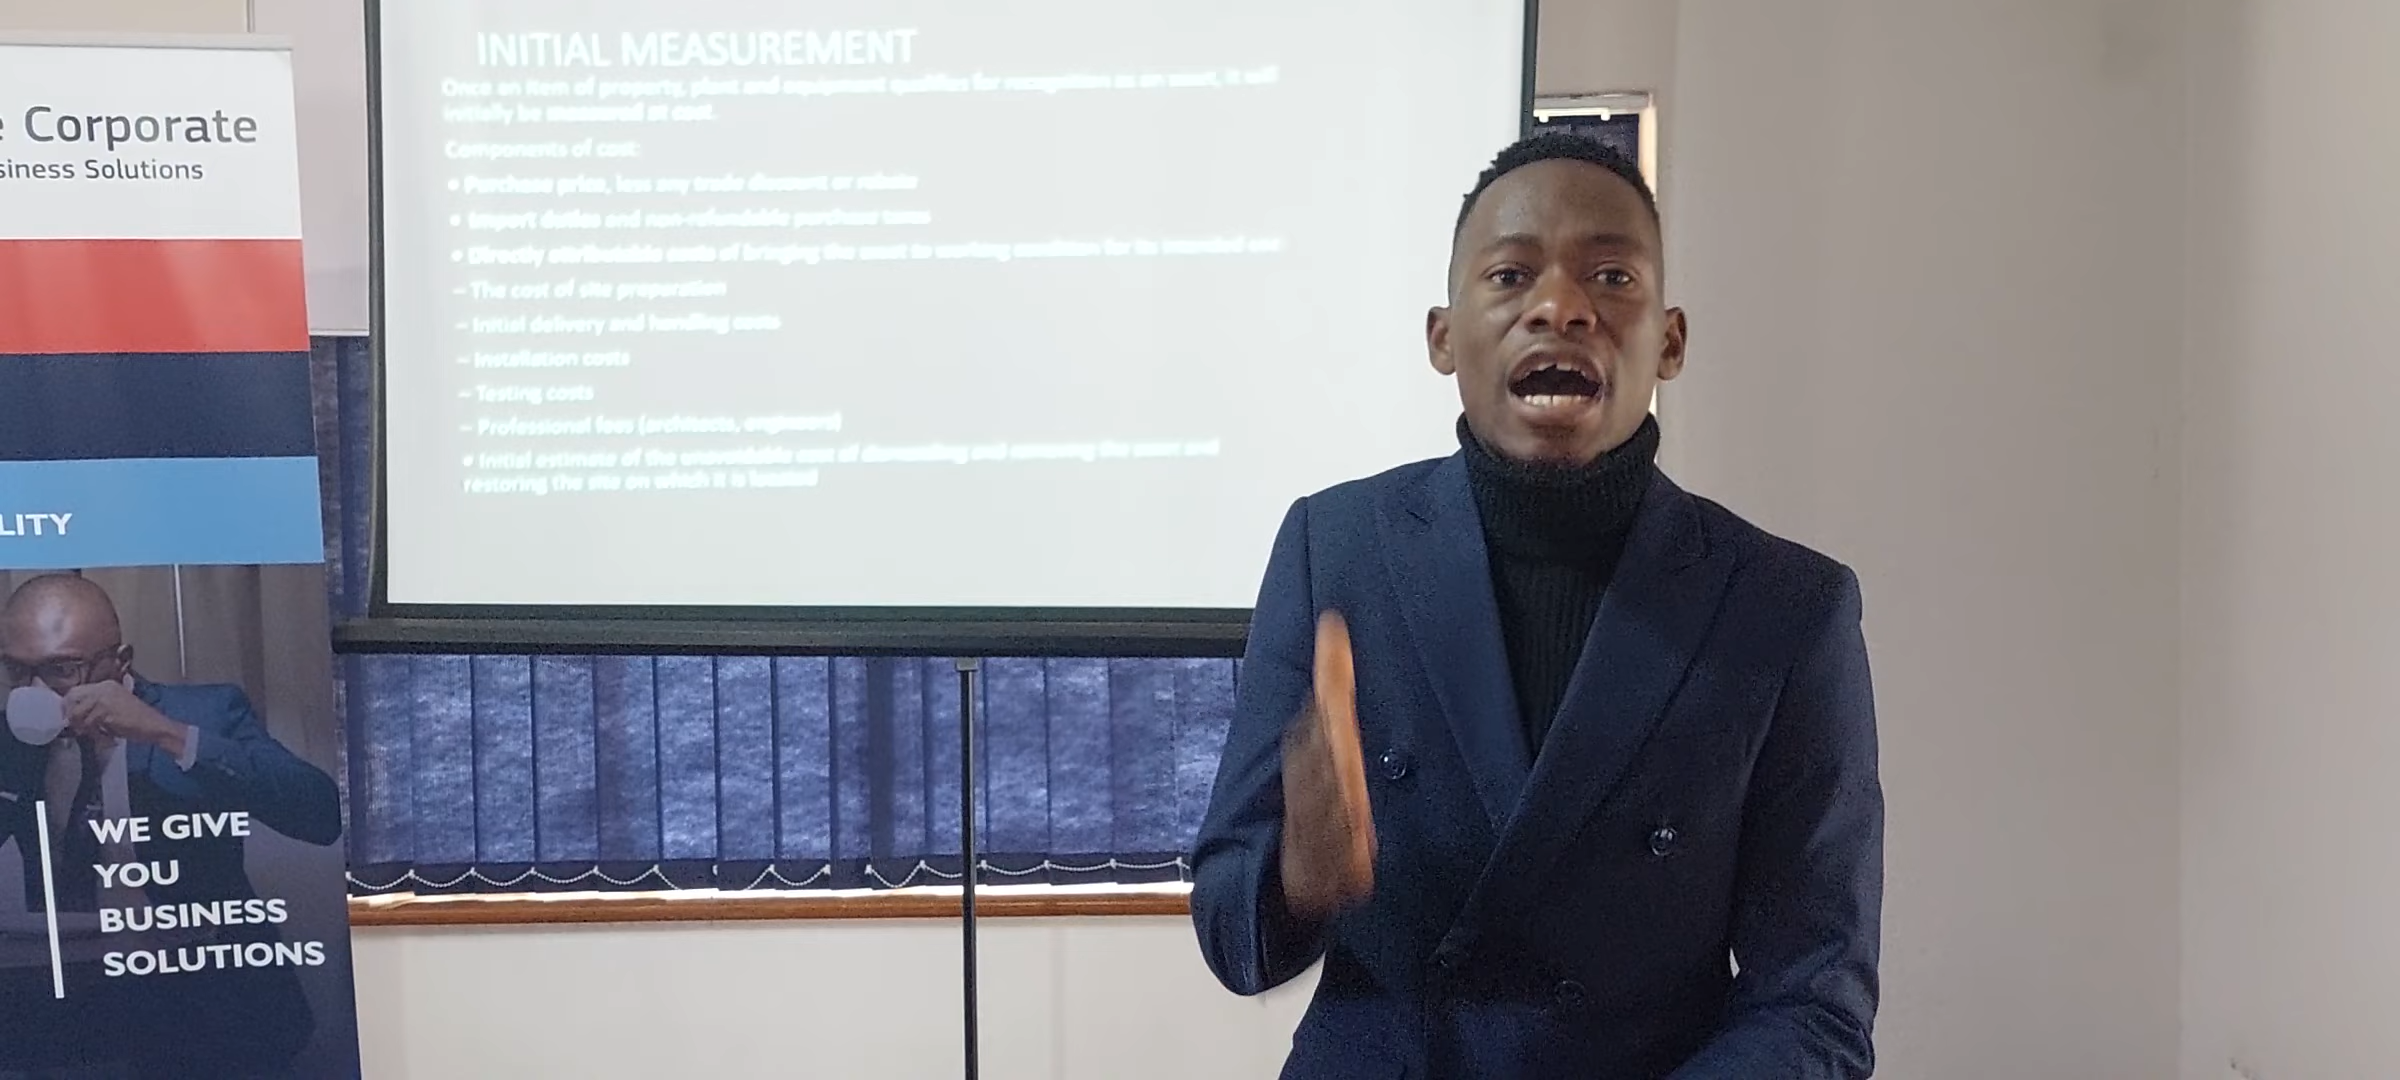 e Corporate
siness Solutions
LITY
WE GIVE
YOU
BUSINESS
SOLUTIONS
INITIAL MEASUREMENT
Once an item of property, plant and equipment qualifies for recognition as an asset, it will
initially be measured at cost.
Components of cost:
• Purchase price, less any trade discount or rebate
• Import duties and non-refundable purchase taxes
• Directly attributable costs of bringing the asset to working condition for its intended use
– The cost of site preparation
– Initial delivery and handling costs
– Installation costs
– Testing costs
– Professional fees (architects, engineers)
• Initial estimate of the unavoidable cost of dismantling and removing the asset and
restoring the site on which it is located